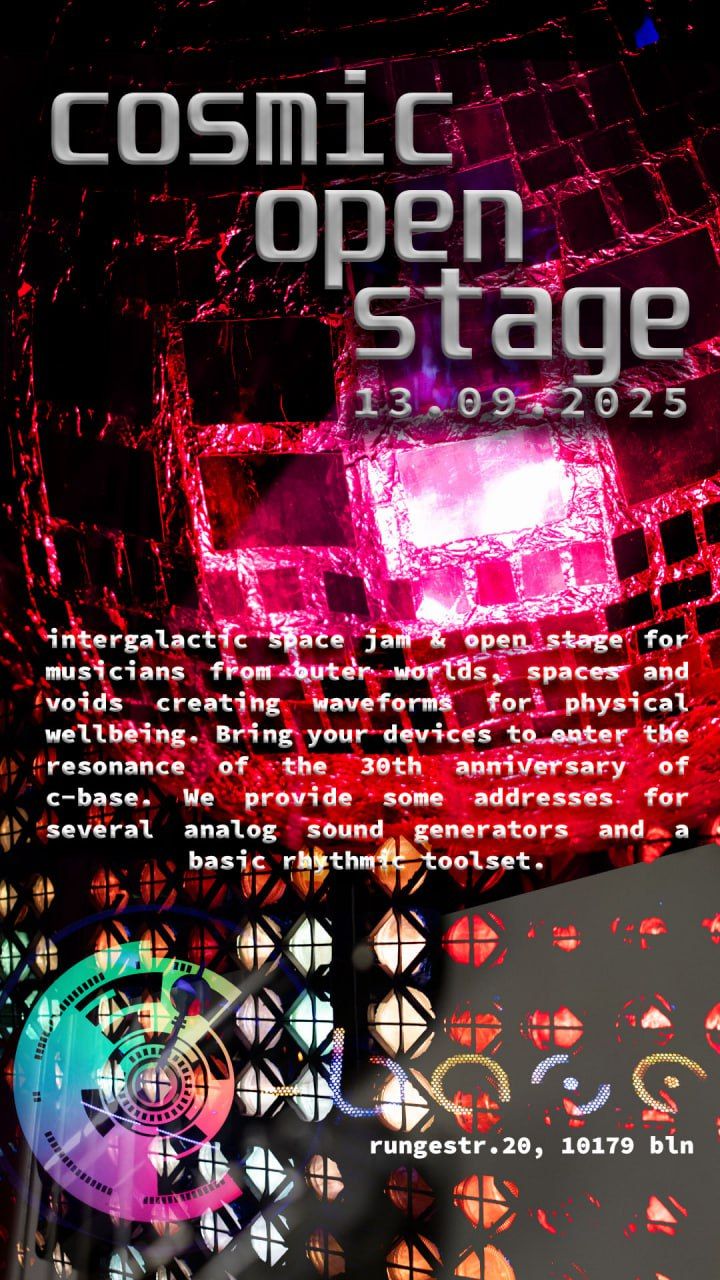 cosmic
open
stage
13.09.2025
intergalactic space jam & open stage for
musicians from outer worlds, spaces and
voids creating waveforms for physical
wellbeing. Bring your devices to enter the
resonance of the 30th anniversary of
c-base. We provide some addresses for
several analog sound generators and a
basic rhythmic toolset.
c-base
rungestr.20, 10179 bln